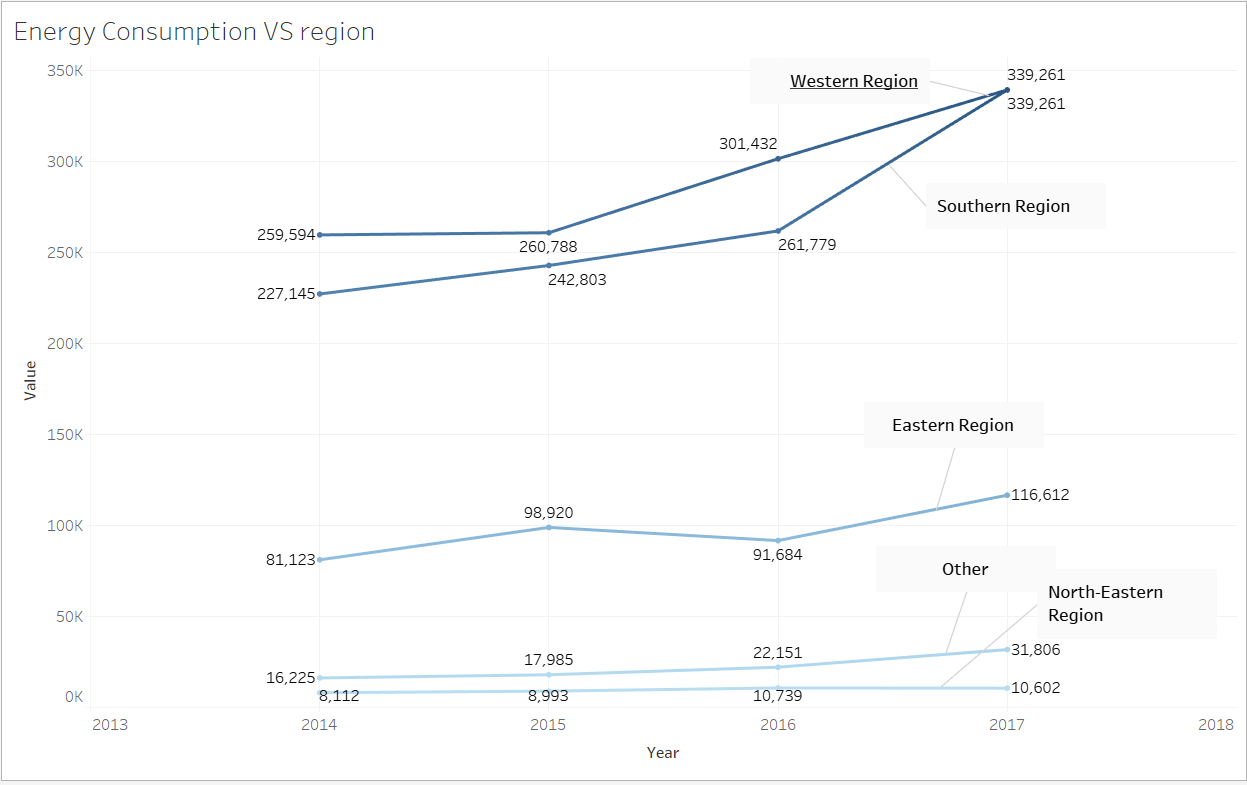 Energy Consumption VS region
350K
300K
250K
200K
150K
100K
50K
0K
Value
Western Region
339,261
339,261
301,432
Southern Region
259,594
260,788
261,779
227,145
242,803
Eastern Region
116,612
98,920
81,123
91,684
Other
North-Eastern
Region
16,225
17,985
22,151
31,806
8,112
8,993
10,739
10,602
2013
2014
2015
2016
2017
2018
Year